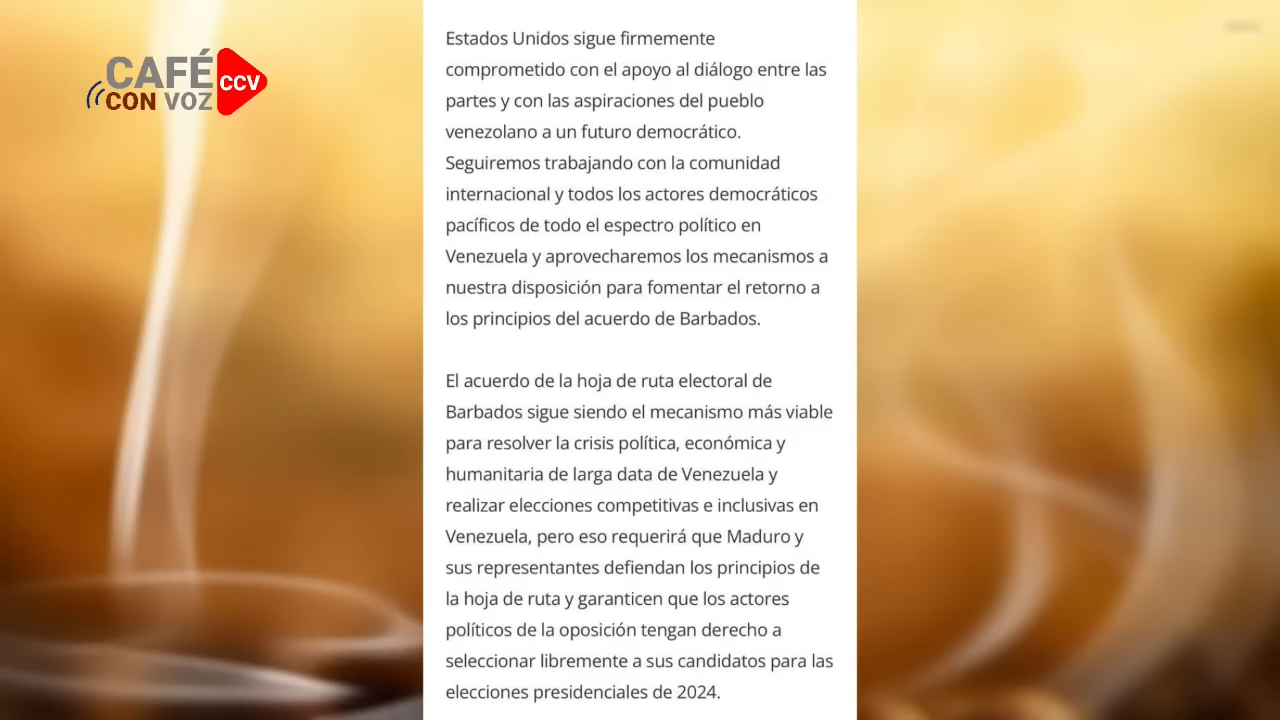 CAFÉ
CON VOZ
CCV
Estados Unidos sigue firmemente
comprometido con el apoyo al diálogo entre las
partes y con las aspiraciones del pueblo
venezolano a un futuro democrático.
Seguiremos trabajando con la comunidad
internacional y todos los actores democráticos
pacíficos de todo el espectro político en
Venezuela y aprovecharemos los mecanismos a
nuestra disposición para fomentar el retorno a
los principios del acuerdo de Barbados.
El acuerdo de la hoja de ruta electoral de
Barbados sigue siendo el mecanismo más viable
para resolver la crisis política, económica y
humanitaria de larga data de Venezuela y
realizar elecciones competitivas e inclusivas en
Venezuela, pero eso requerirá que Maduro y
sus representantes defiendan los principios de
la hoja de ruta y garanticen que los actores
políticos de la oposición tengan derecho a
seleccionar libremente a sus candidatos para las
elecciones presidenciales de 2024.